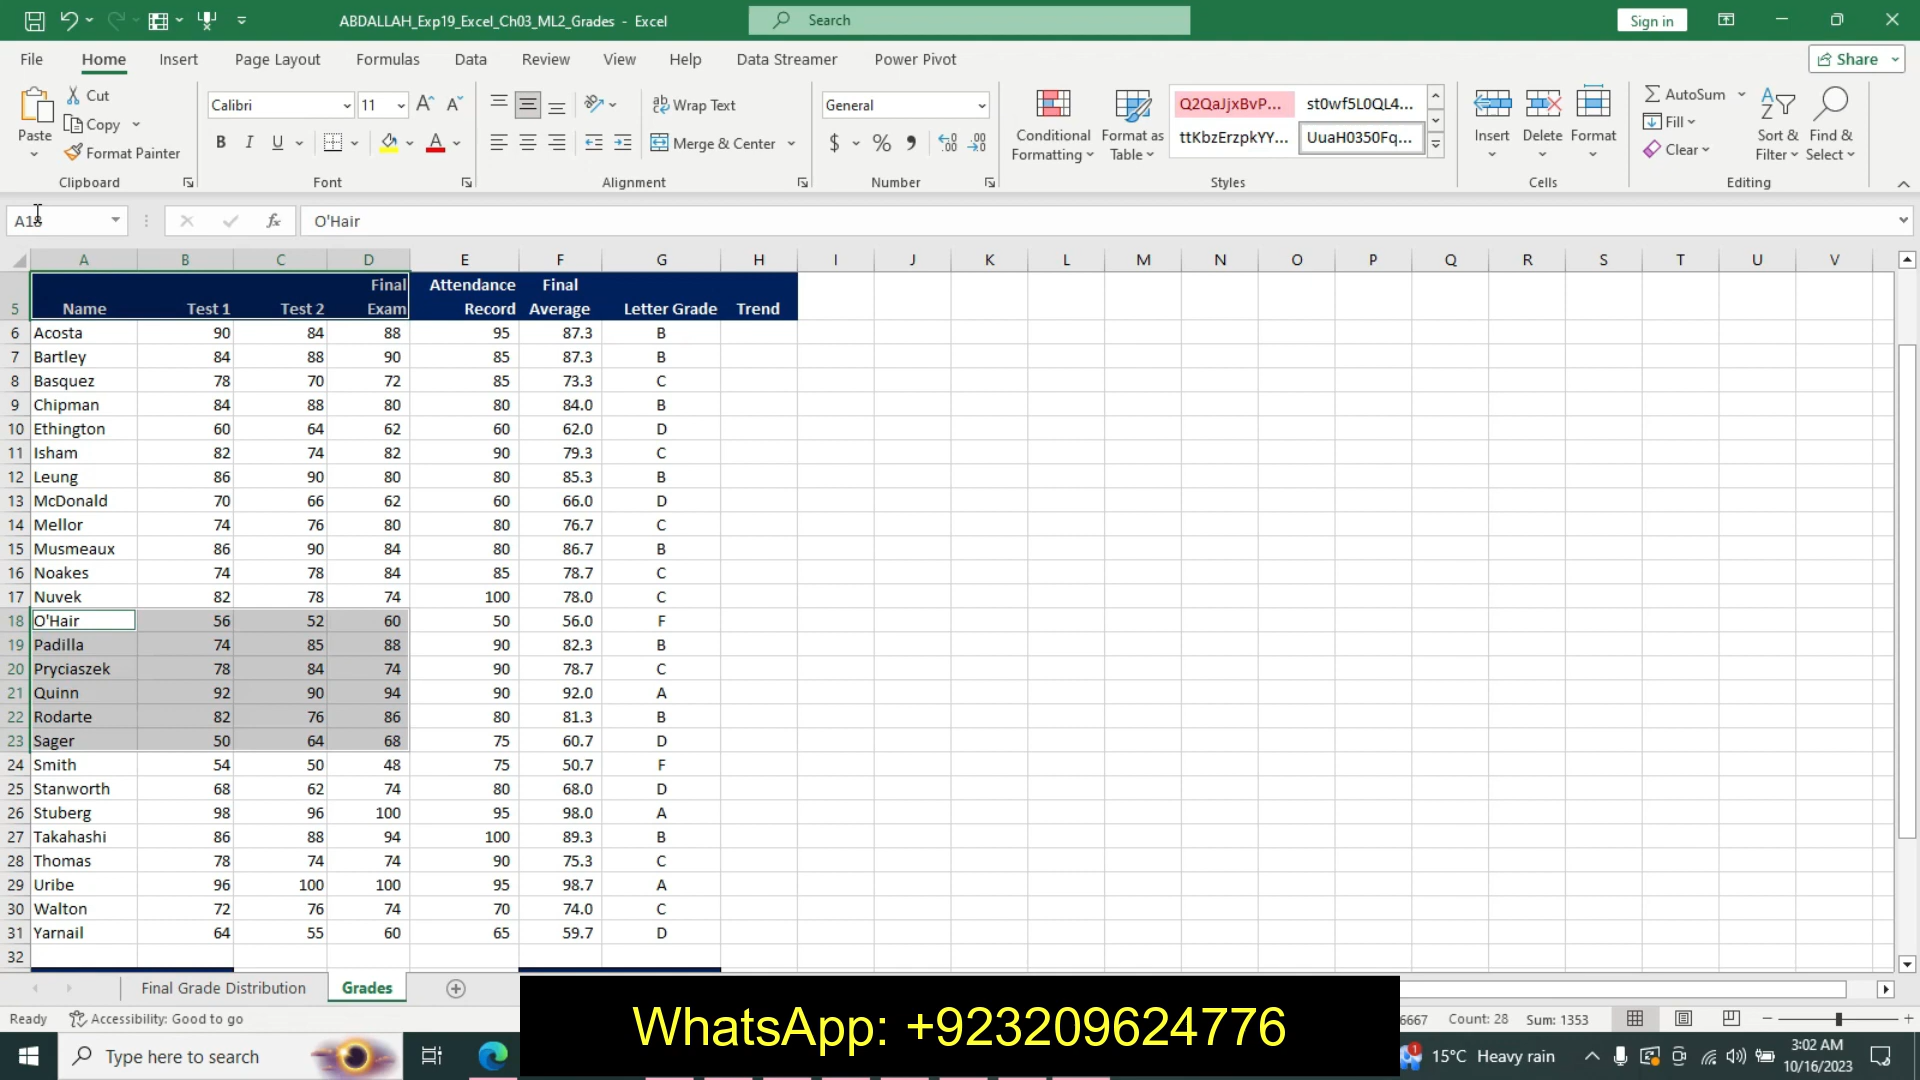 ABDALLAH_Exp19_Excel_Ch03_ML2_Grades - Excel
Search
Sign in
File Home Insert Page Layout Formulas Data Review View Help Data Streamer Power Pivot
Share
Paste
Cut
Copy
Format Painter
Clipboard
Calibri 11
B I U
Font
Wrap Text
Merge & Center
Alignment
General
$ % 9
Number
Conditional Formatting
Format as Table
Q2QaJjxBvP... st0wf5L0QL4...
ttKbzErzpkYY... UuaH0350Fq...
Styles
Insert Delete Format
Cells
AutoSum
Fill
Clear
Sort & Filter
Find & Select
Editing
A18 fx O'Hair
A B C D E F G H I J K L M N O P Q R S T U V
5 Name Test 1 Test 2 Final Exam Attendance Record Final Average Letter Grade Trend
6 Acosta 90 84 88 95 87.3 B
7 Bartley 84 88 90 85 87.3 B
8 Basquez 78 70 72 85 73.3 C
9 Chipman 84 88 80 80 84.0 B
10 Ethington 60 64 62 60 62.0 D
11 Isham 82 74 82 90 79.3 C
12 Leung 86 90 80 80 85.3 B
13 McDonald 70 66 62 60 66.0 D
14 Mellor 74 76 80 80 76.7 C
15 Musmeaux 86 90 84 80 86.7 B
16 Noakes 74 78 84 85 78.7 C
17 Nuvek 82 78 74 100 78.0 C
18 O'Hair 56 52 60 50 56.0 F
19 Padilla 74 85 88 90 82.3 B
20 Pryciaszek 78 84 74 90 78.7 C
21 Quinn 92 90 94 90 92.0 A
22 Rodarte 82 76 86 80 81.3 B
23 Sager 50 64 68 75 60.7 D
24 Smith 54 50 48 75 50.7 F
25 Stanworth 68 62 74 80 68.0 D
26 Stuberg 98 96 100 95 98.0 A
27 Takahashi 86 88 94 100 89.3 B
28 Thomas 78 74 74 90 75.3 C
29 Uribe 96 100 100 95 98.7 A
30 Walton 72 76 74 70 74.0 C
31 Yarnail 64 55 60 65 59.7 D
32
Final Grade Distribution Grades
WhatsApp: +923209624776
Ready Accessibility: Good to go 6667 Count: 28 Sum: 1353
Type here to search 1 15°C Heavy rain 3:02 AM
10/16/2023